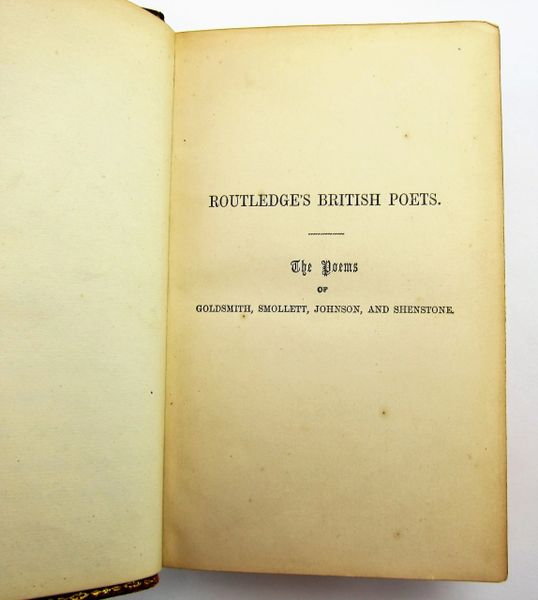 ROUTLEDGE'S BRITISH POETS.
The Poems
OF
GOLDSMITH, SMOLLETT, JOHNSON, AND SHENSTONE.